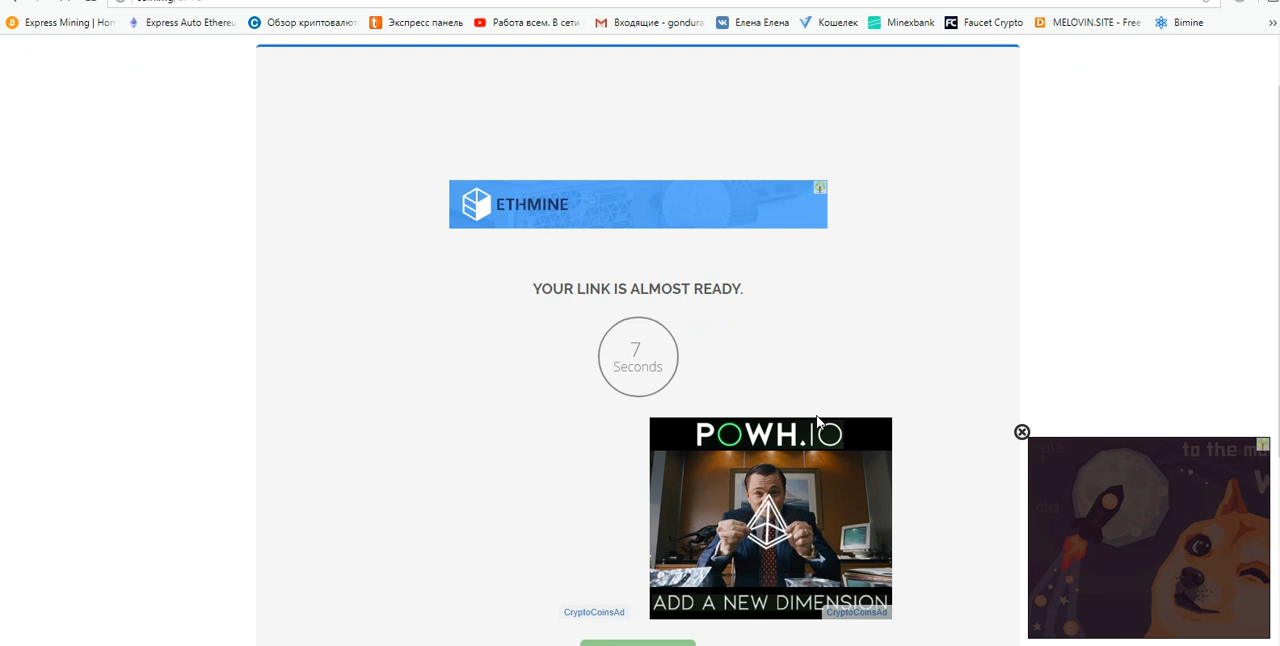 Express Mining | Hom
Express Auto Ethereu
Обзор криптовалют
Экспресс панель
Работа всем. В сети
Входящие - gondura
Елена Елена
Кошелек
Minexbank
Faucet Crypto
MELOVIN.SITE - Free
Bimine
ETHMINE
YOUR LINK IS ALMOST READY.
7
Seconds
POWH.IO
to the m
ADD A NEW DIMENSION
CryptoCoinsAd
CryptoCoinsAd